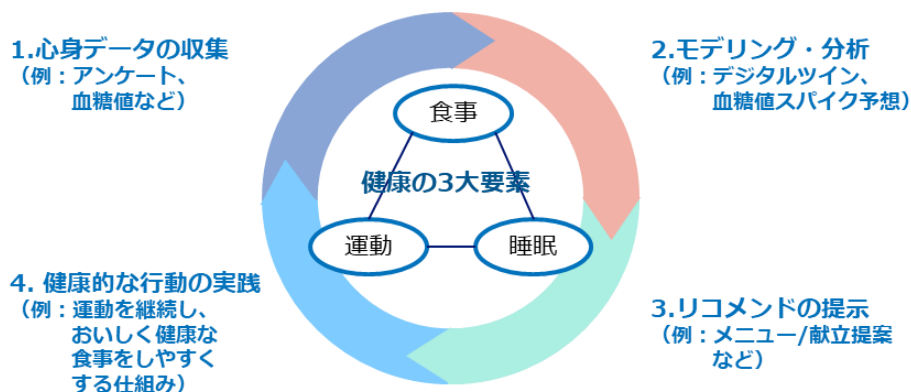 1.心身データの収集
（例：アンケート、
血糖値など）
2.モデリング・分析
（例：デジタルツイン、
血糖値スパイク予想）
食事
健康の3大要素
運動
睡眠
4. 健康的な行動の実践
（例：運動を継続し、
おいしく健康な
食事をしやすく
する仕組み）
3.リコメンドの提示
（例：メニュー/献立提案
など）